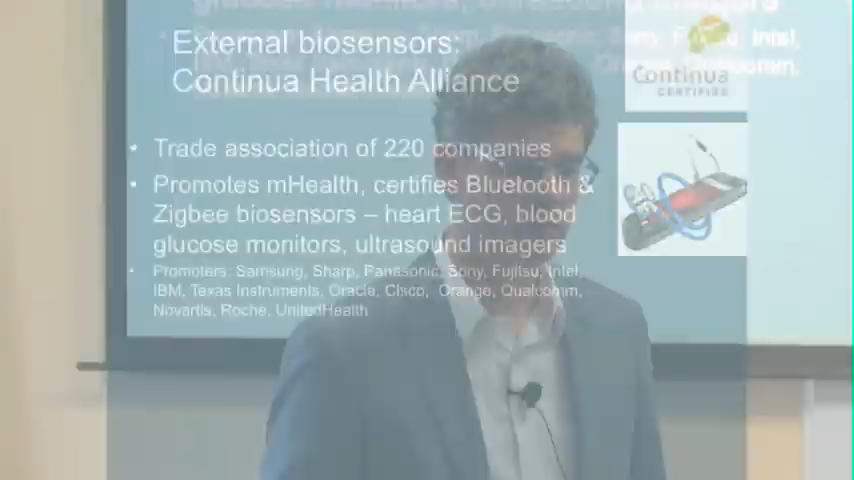 External biosensors:
Continua Health Alliance
Continua
CERTIFIED
• Trade association of 220 companies
• Promotes mHealth, certifies Bluetooth &
Zigbee biosensors – heart ECG, blood
glucose monitors, ultrasound imagers
• Promoters: Samsung, Sharp, Panasonic, Sony, Fujitsu, Intel,
IBM, Texas Instruments, Oracle, Cisco, Orange, Qualcomm,
Novartis, Roche, UnitedHealth